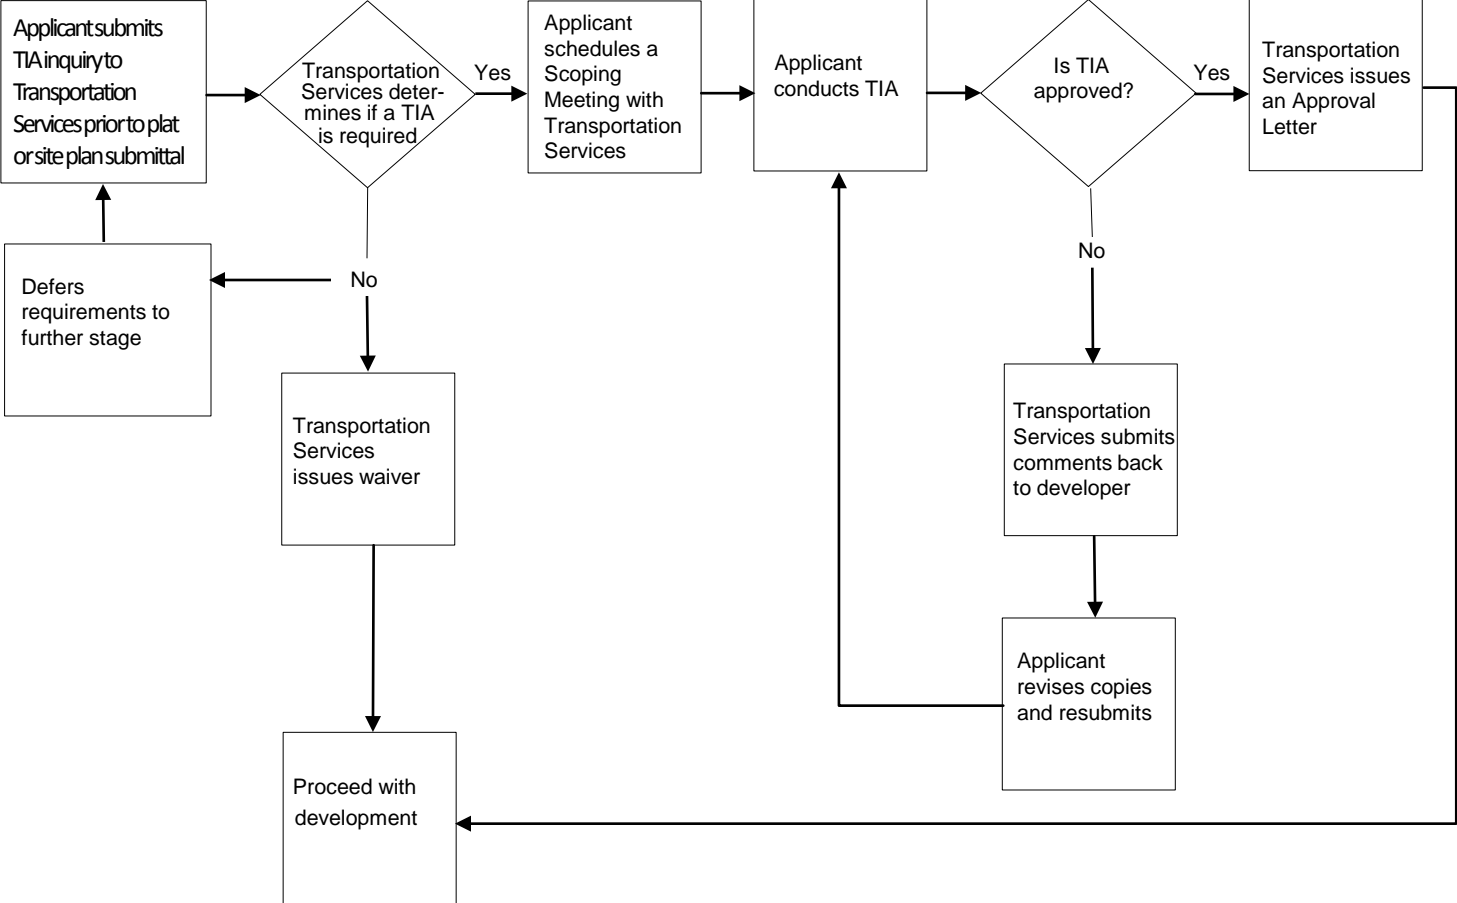 Applicant submits
TIA inquiry to
Transportation
Services prior to plat
or site plan submittal
Transportation
Services deter-
mines if a TIA
is required
Yes
Applicant
schedules a
Scoping
Meeting with
Transportation
Services
Applicant
conducts TIA
Is TIA
approved?
Yes
Transportation
Services issues
an Approval
Letter
No
Defers
requirements to
further stage
No
Transportation
Services
issues waiver
Transportation
Services submits
comments back
to developer
Applicant
revises copies
and resubmits
Proceed with
development